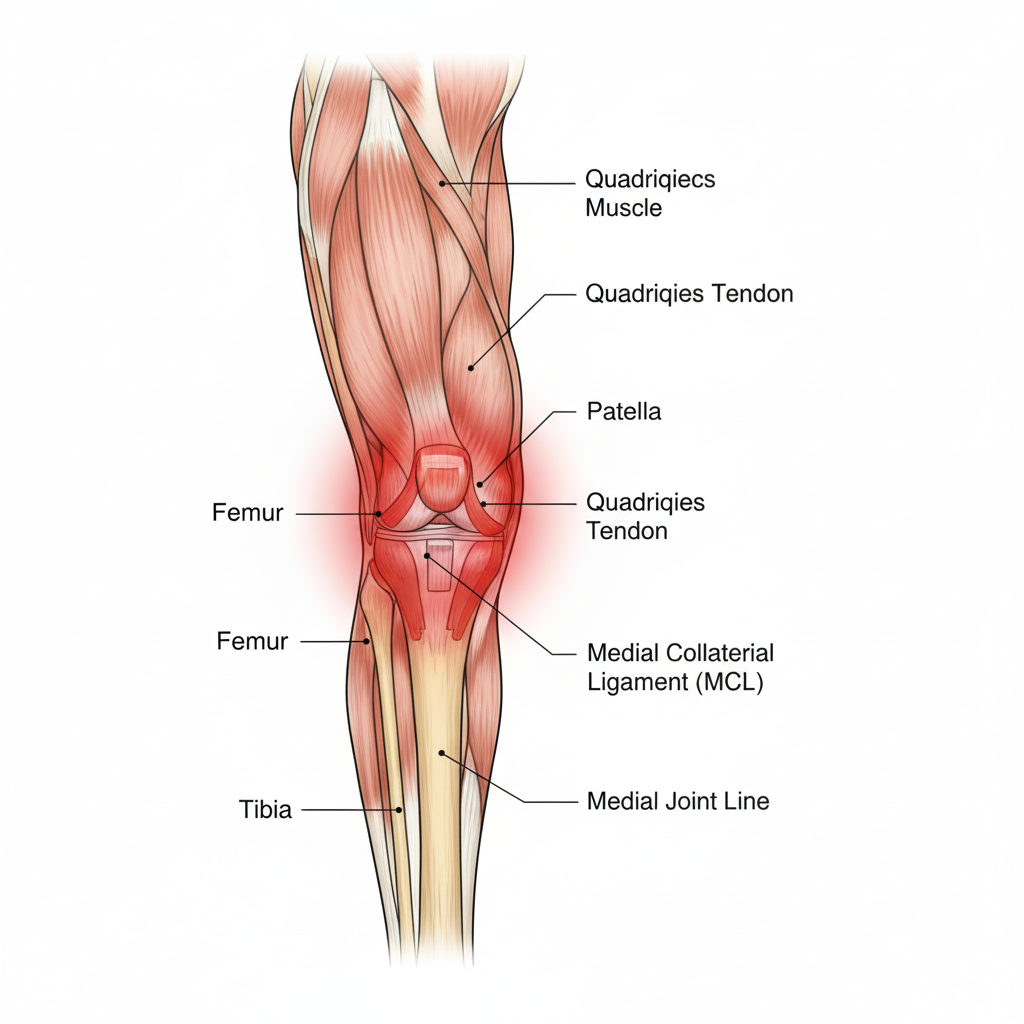 Quadriqiecs
Muscle
Quadriqies Tendon
Patella
Quadriqies
Tendon
Femur
Femur
Medial Collaterial
Ligament (MCL)
Medial Joint Line
Tibia